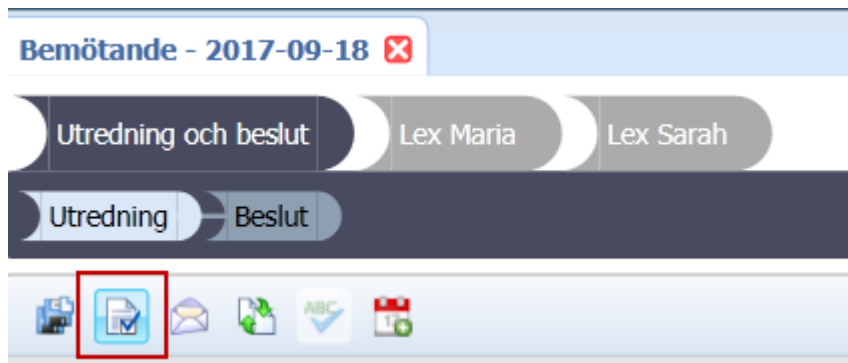 Bemötande - 2017-09-18
Utredning och beslut Lex Maria Lex Sarah
Utredning Beslut
ABC